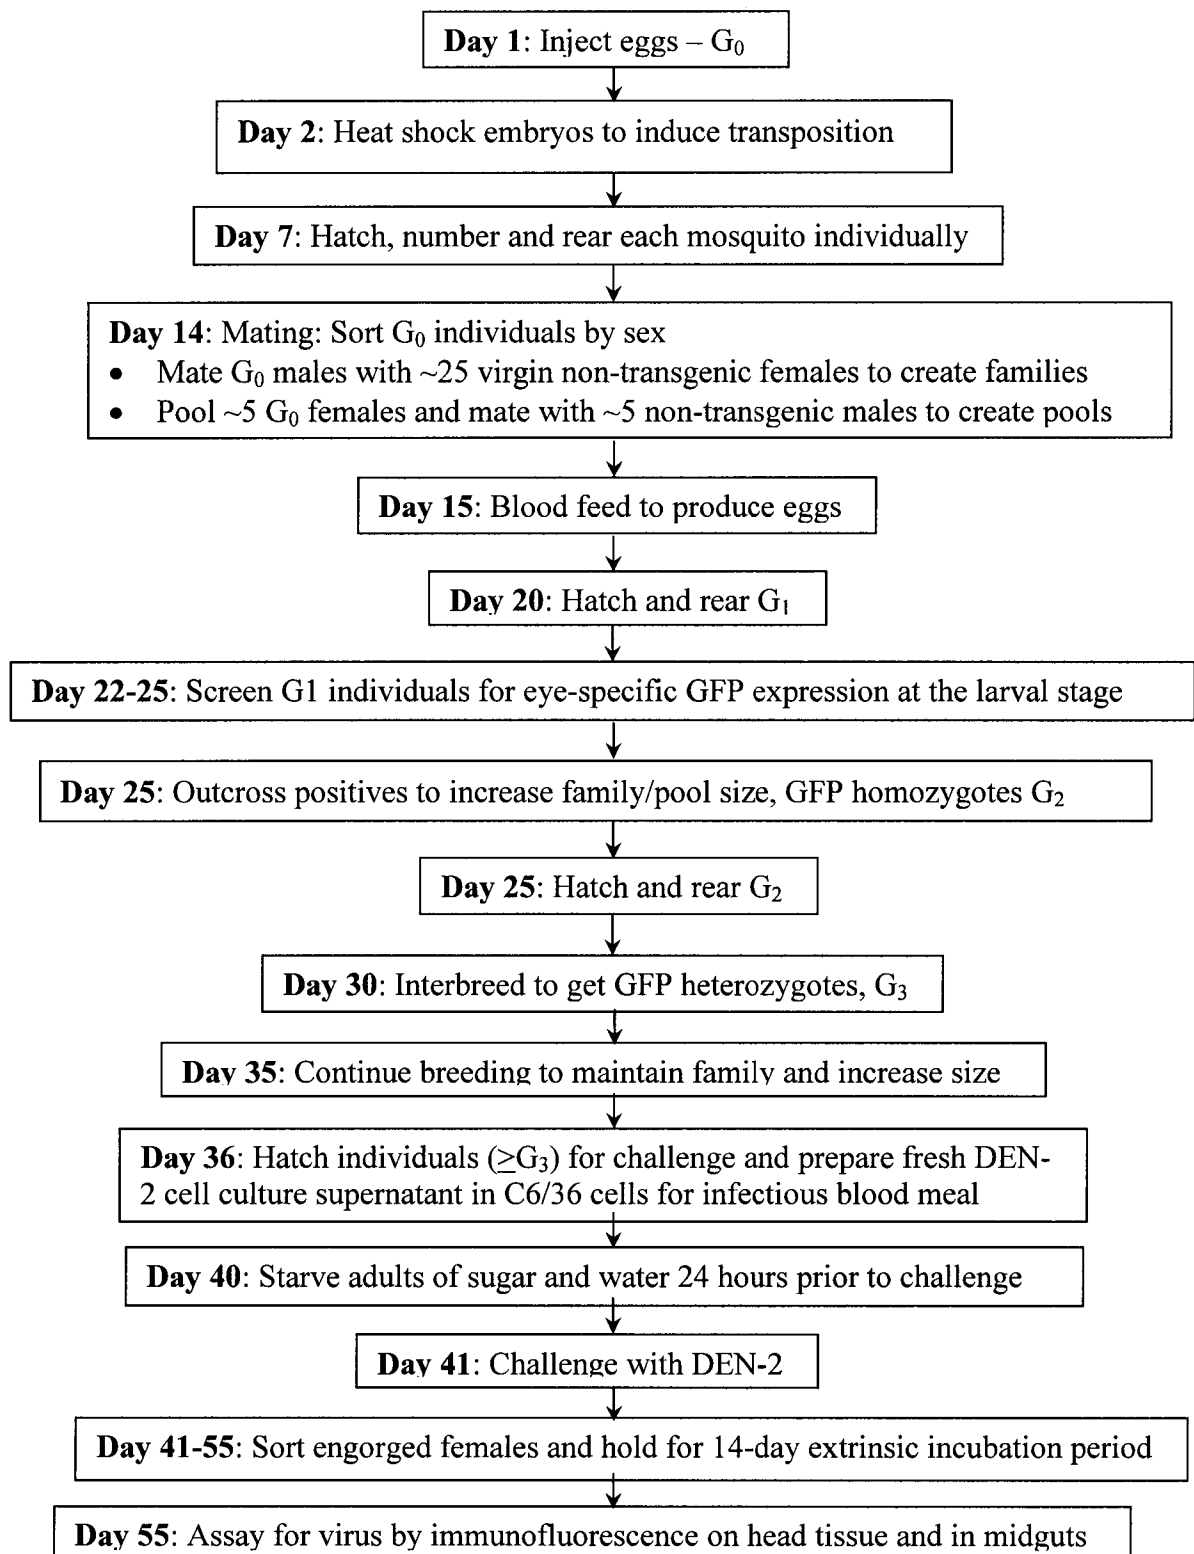 Day 1: Inject eggs – G₀
Day 2: Heat shock embryos to induce transposition
Day 7: Hatch, number and rear each mosquito individually
Day 14: Mating: Sort G₀ individuals by sex
• Mate G₀ males with ~25 virgin non-transgenic females to create families
• Pool ~5 G₀ females and mate with ~5 non-transgenic males to create pools
Day 15: Blood feed to produce eggs
Day 20: Hatch and rear G₁
Day 22-25: Screen G1 individuals for eye-specific GFP expression at the larval stage
Day 25: Outcross positives to increase family/pool size, GFP homozygotes G₂
Day 25: Hatch and rear G₂
Day 30: Interbreed to get GFP heterozygotes, G₃
Day 35: Continue breeding to maintain family and increase size
Day 36: Hatch individuals (≥G₃) for challenge and prepare fresh DEN-
2 cell culture supernatant in C6/36 cells for infectious blood meal
Day 40: Starve adults of sugar and water 24 hours prior to challenge
Day 41: Challenge with DEN-2
Day 41-55: Sort engorged females and hold for 14-day extrinsic incubation period
Day 55: Assay for virus by immunofluorescence on head tissue and in midguts